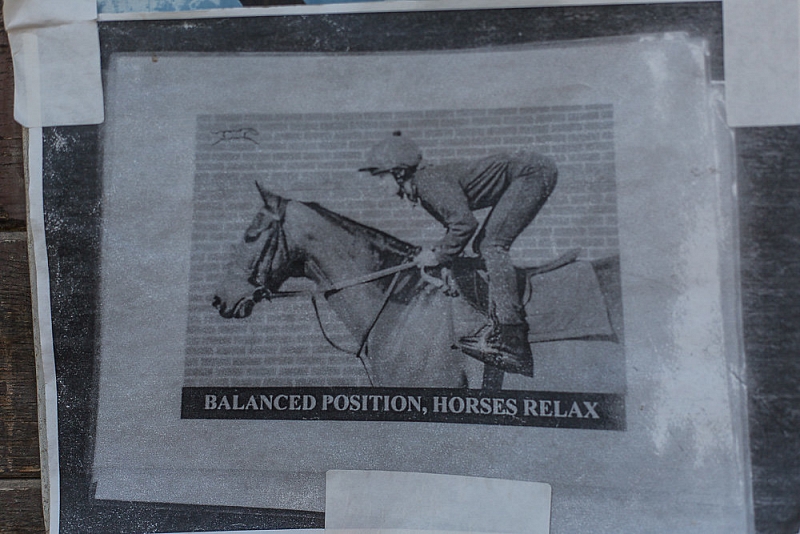 BALANCED POSITION, HORSES RELAX